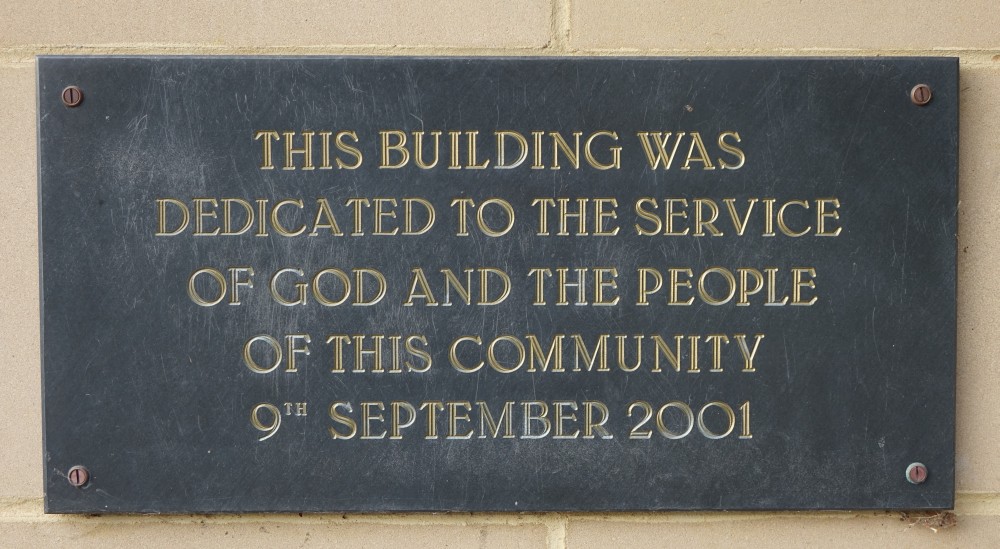 THIS BUILDING WAS
DEDICATED TO THE SERVICE
OF GOD AND THE PEOPLE
OF THIS COMMUNITY
9TH SEPTEMBER 2001